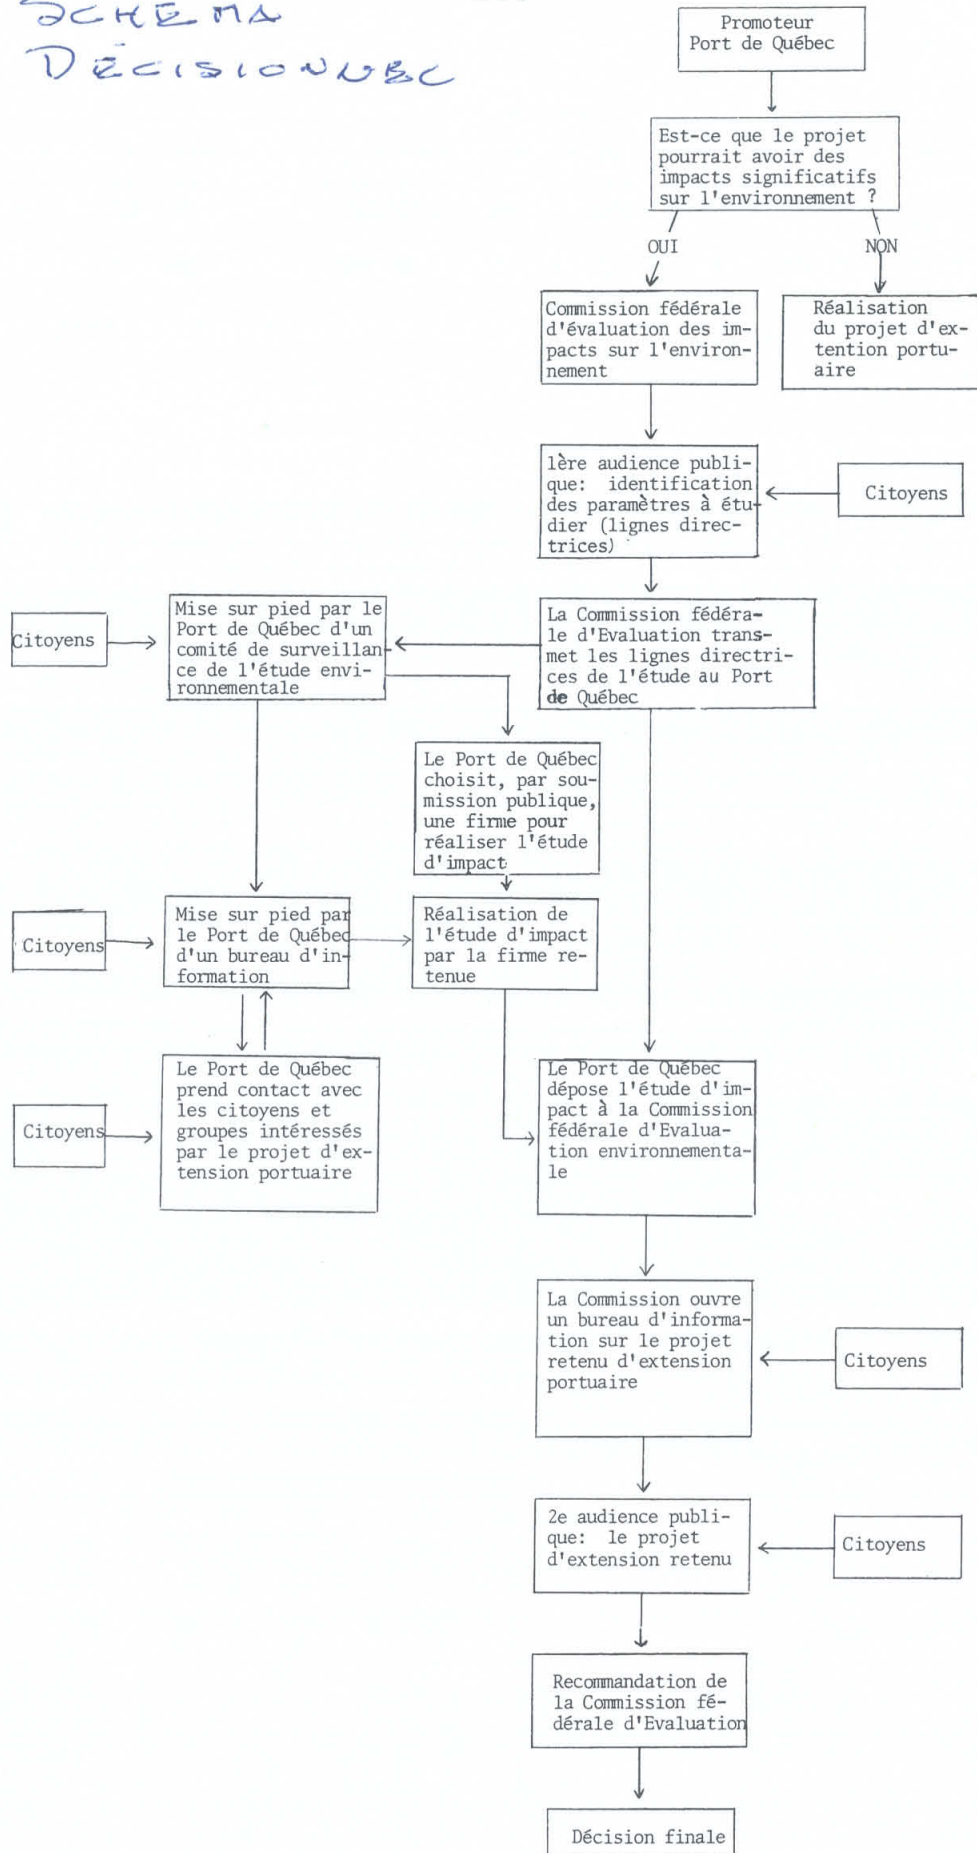 SCHÉMA
DÉCISIONNEL
Promoteur
Port de Québec
Est-ce que le projet
pourrait avoir des
impacts significatifs
sur l'environnement ?
OUI
NON
Commission fédérale
d'évaluation des im-
pacts sur l'environ-
nement
Réalisation
du projet d'ex-
tention portu-
aire
1ère audience publi-
que: identification
des paramètres à étu-
dier (lignes direc-
trices)
Citoyens
Citoyens
Mise sur pied par le
Port de Québec d'un
comité de surveillan-
ce de l'étude envi-
ronnementale
La Commission fédéra-
le d'Evaluation trans-
met les lignes directri-
ces de l'étude au Port
de Québec
Le Port de Québec
choisit, par sou-
mission publique,
une firme pour
réaliser l'étude
d'impact
Citoyens
Mise sur pied par
le Port de Québec
d'un bureau d'in-
formation
Réalisation de
l'étude d'impact
par la firme re-
tenue
Citoyens
Le Port de Québec
prend contact avec
les citoyens et
groupes intéressés
par le projet d'ex-
tension portuaire
Le Port de Québec
dépose l'étude d'im-
pact à la Commission
fédérale d'Evalua-
tion environnementa-
le
La Commission ouvre
un bureau d'informa-
tion sur le projet
retenu d'extension
portuaire
Citoyens
2e audience publi-
que: le projet
d'extension retenu
Citoyens
Recommandation de
la Commission fé-
dérale d'Evaluation
Décision finale